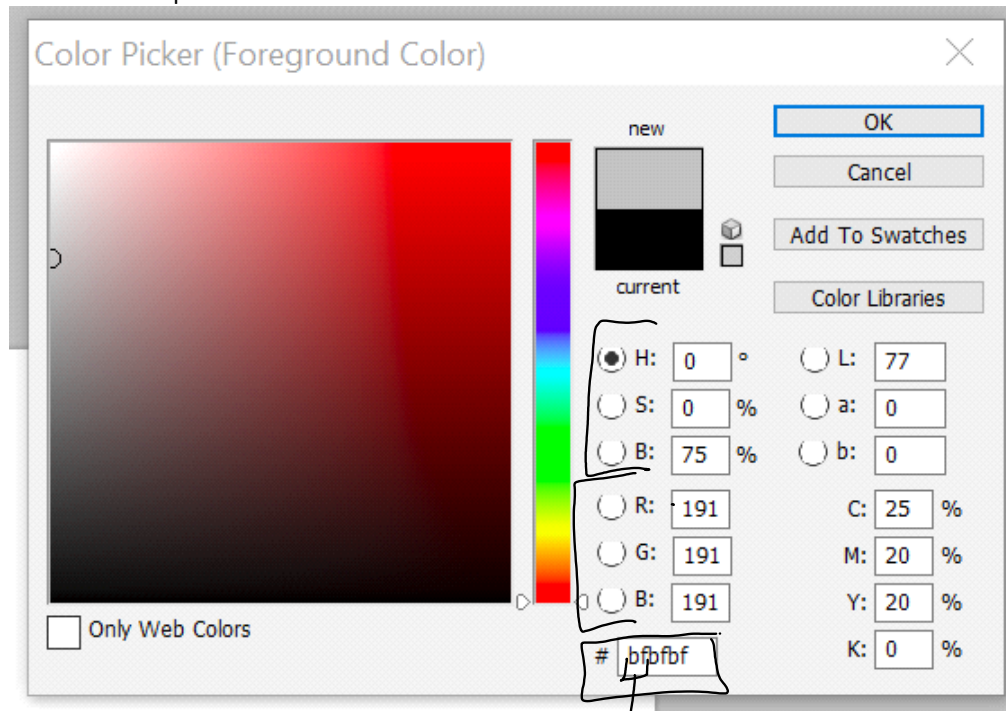 Color Picker (Foreground Color)
new
OK
Cancel
Add To Swatches
current
Color Libraries
H: 0 °
L: 77
S: 0 %
a: 0
B: 75 %
b: 0
R: 191
C: 25 %
G: 191
M: 20 %
B: 191
Y: 20 %
Only Web Colors
# bfbfbf
K: 0 %